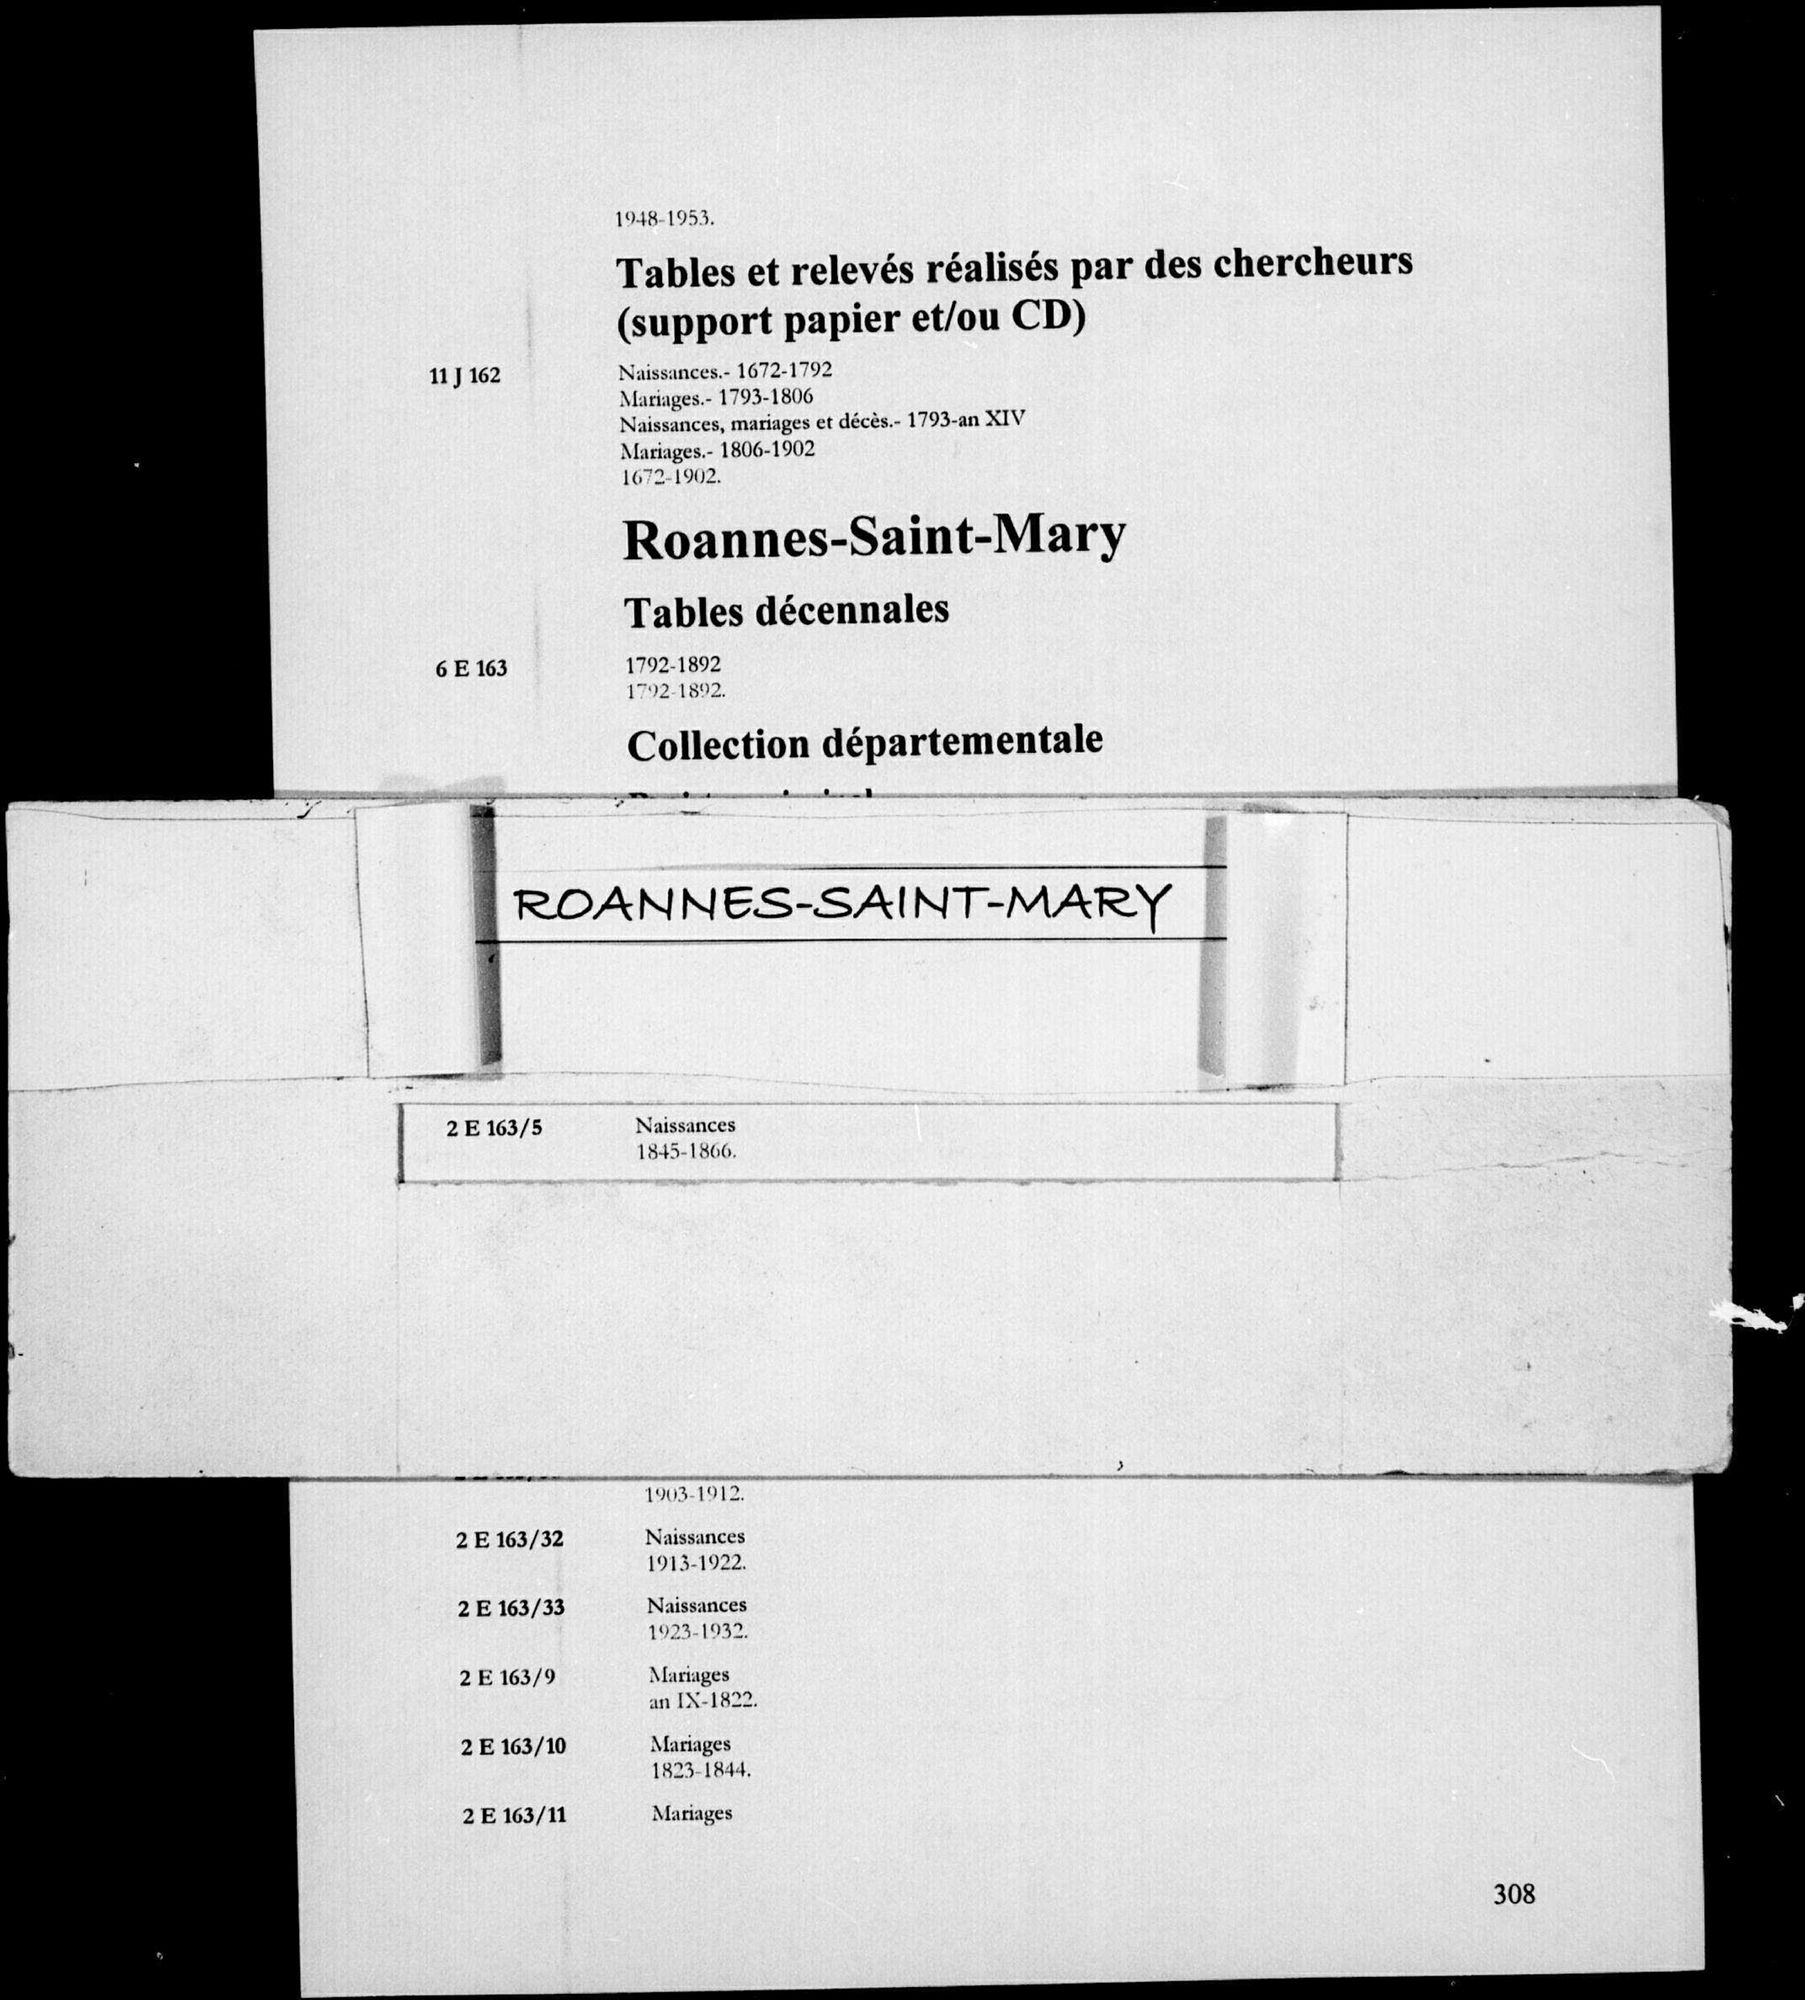 1948-1953.
Tables et relevés réalisés par des chercheurs
(support papier et/ou CD)
11 J 162 Naissances.- 1672-1792
Mariages.- 1793-1806
Naissances, mariages et décès.- 1793-an XIV
Mariages.- 1806-1902
1672-1902.
Roannes-Saint-Mary
Tables décennales
6 E 163 1792-1892
1792-1892.
Collection départementale
ROANNES-SAINT-MARY
2 E 163/5 Naissances
1845-1866.
1903-1912.
2 E 163/32 Naissances
1913-1922.
2 E 163/33 Naissances
1923-1932.
2 E 163/9 Mariages
an IX-1822.
2 E 163/10 Mariages
1823-1844.
2 E 163/11 Mariages
308